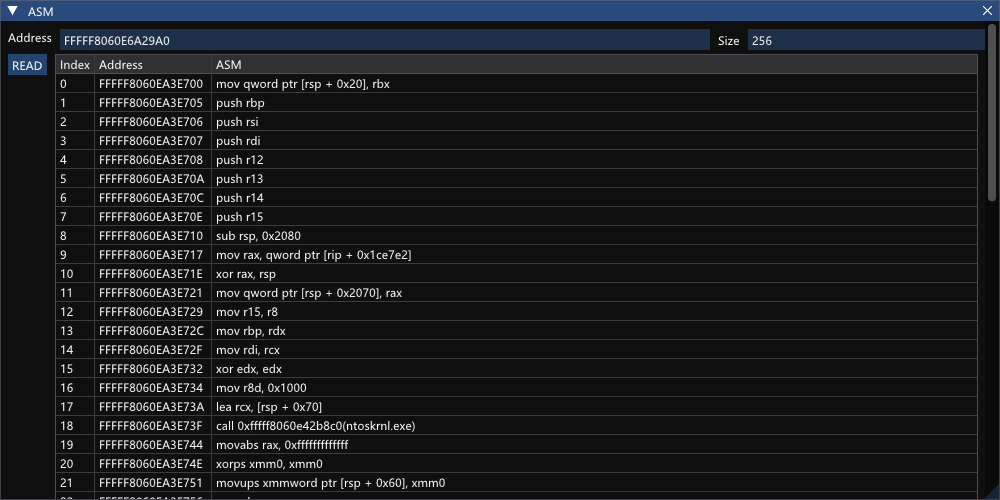 ASM
Address FFFFF8060E6A29A0 Size 256
READ Index Address ASM
0 FFFFF8060EA3E700 mov qword ptr [rsp + 0x20], rbx
1 FFFFF8060EA3E705 push rbp
2 FFFFF8060EA3E706 push rsi
3 FFFFF8060EA3E707 push rdi
4 FFFFF8060EA3E708 push r12
5 FFFFF8060EA3E70A push r13
6 FFFFF8060EA3E70C push r14
7 FFFFF8060EA3E70E push r15
8 FFFFF8060EA3E710 sub rsp, 0x2080
9 FFFFF8060EA3E717 mov rax, qword ptr [rip + 0x1ce7e2]
10 FFFFF8060EA3E71E xor rax, rsp
11 FFFFF8060EA3E721 mov qword ptr [rsp + 0x2070], rax
12 FFFFF8060EA3E729 mov r15, r8
13 FFFFF8060EA3E72C mov rbp, rdx
14 FFFFF8060EA3E72F mov rdi, rcx
15 FFFFF8060EA3E732 xor edx, edx
16 FFFFF8060EA3E734 mov r8d, 0x1000
17 FFFFF8060EA3E73A lea rcx, [rsp + 0x70]
18 FFFFF8060EA3E73F call 0xfffff8060e42b8c0(ntoskrnl.exe)
19 FFFFF8060EA3E744 movabs rax, 0xfffffffffffff
20 FFFFF8060EA3E74E xorps xmm0, xmm0
21 FFFFF8060EA3E751 movups xmmword ptr [rsp + 0x60], xmm0